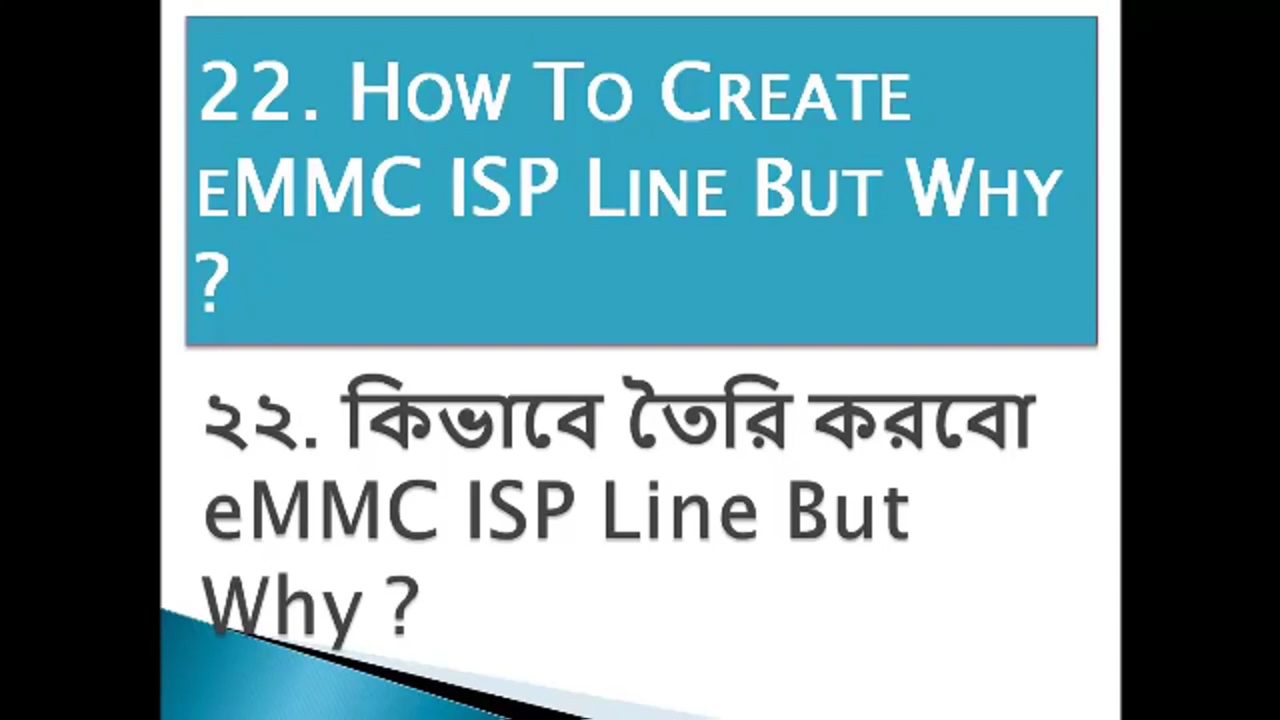 22. How To Create
eMMC ISP Line But Why
?
২২. কিভাবে তৈরি করবো
eMMC ISP Line But
Why ?